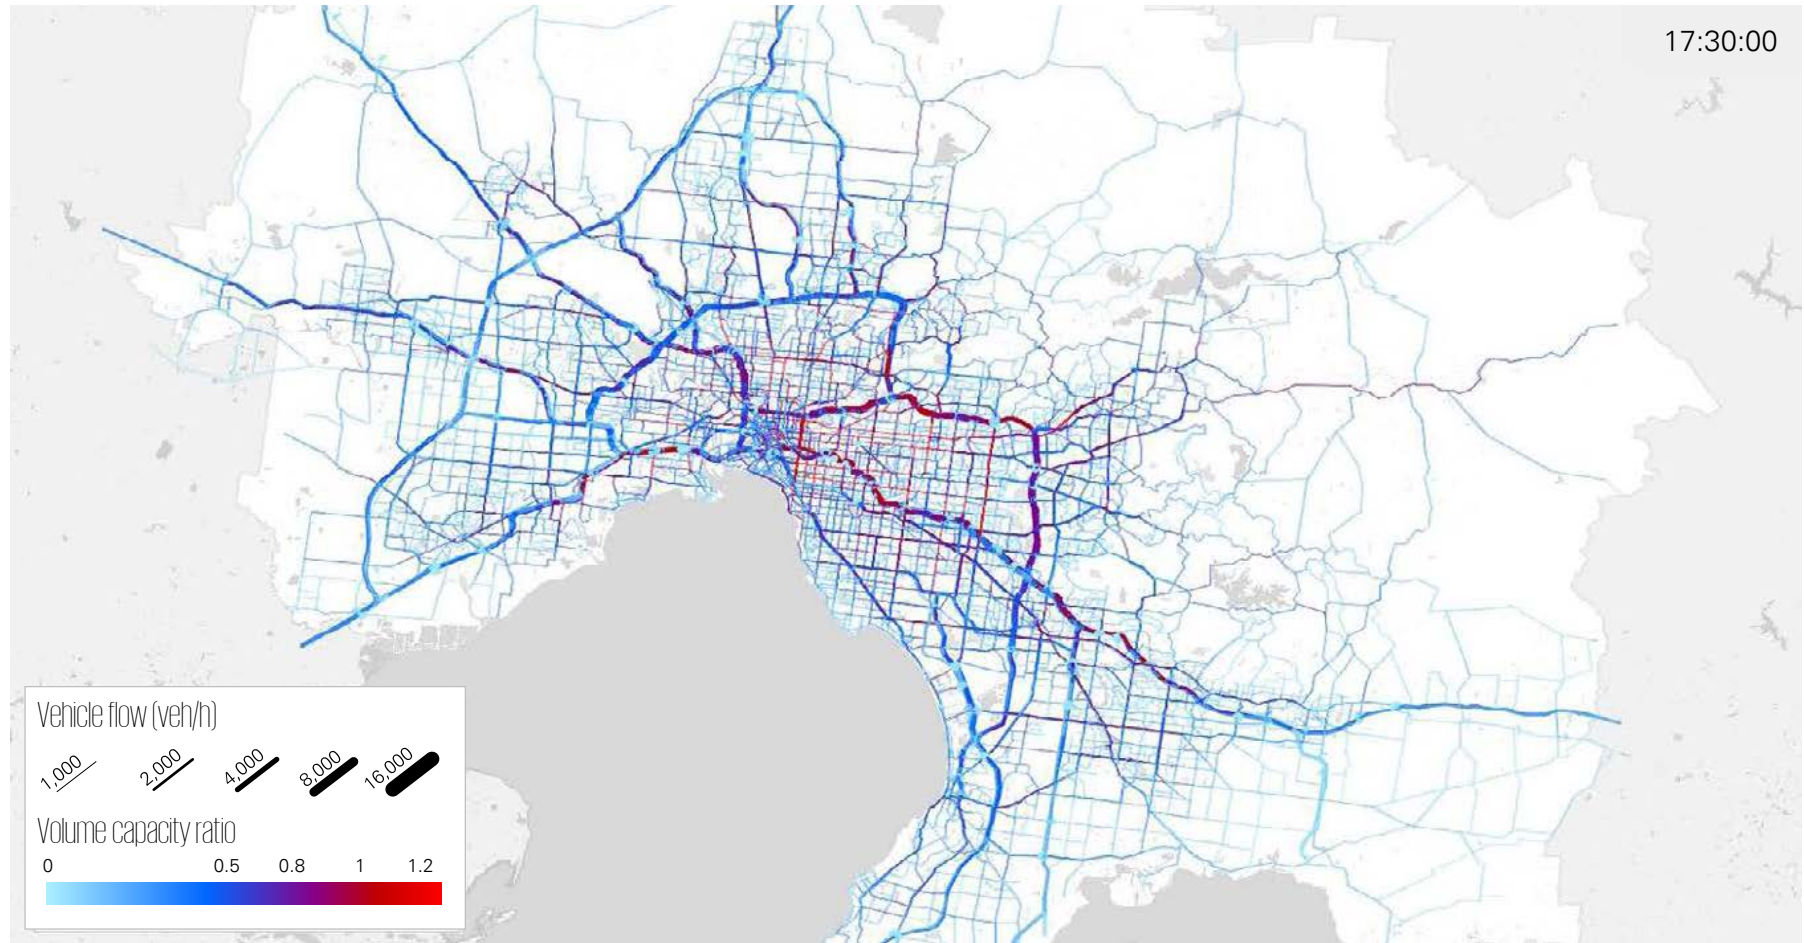 17:30:00
Vehicle flow (veh/h)
1,000 2,000 4,000 8,000 16,000
Volume capacity ratio
0 0.5 0.8 1 1.2